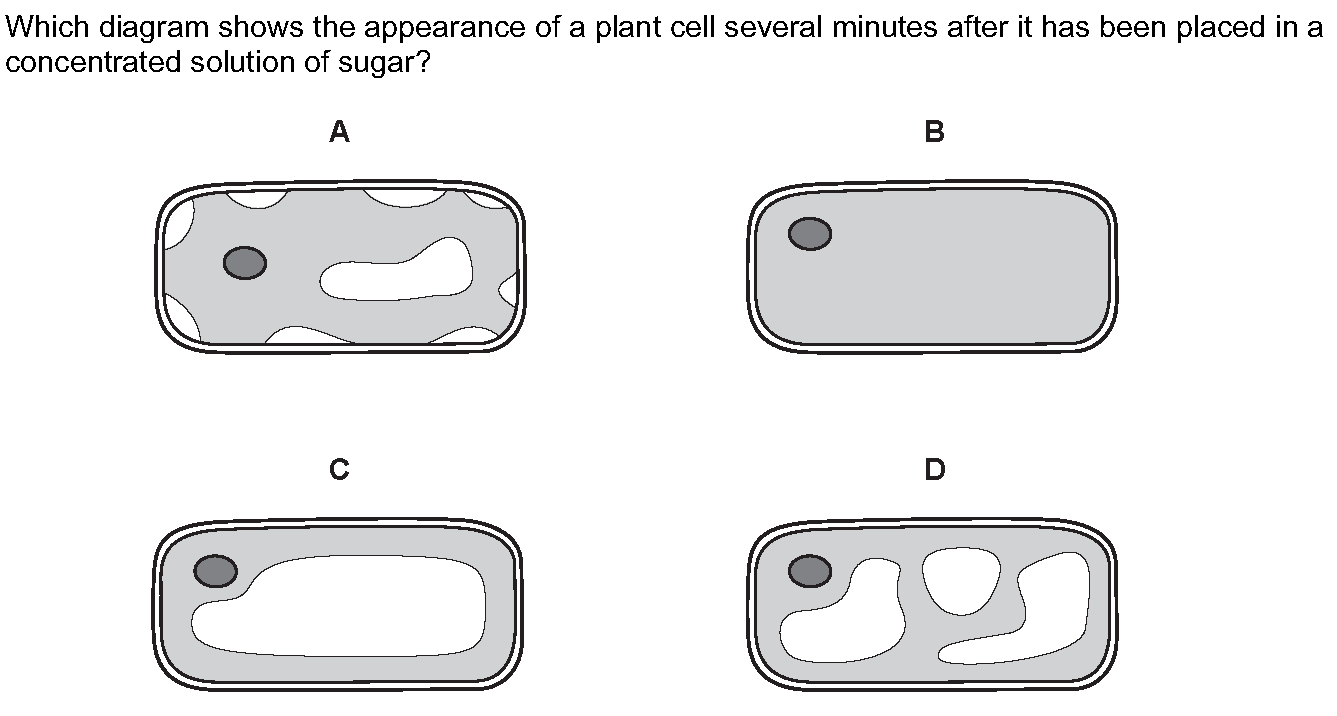 Which diagram shows the appearance of a plant cell several minutes after it has been placed in a
concentrated solution of sugar?
A
B
C
D